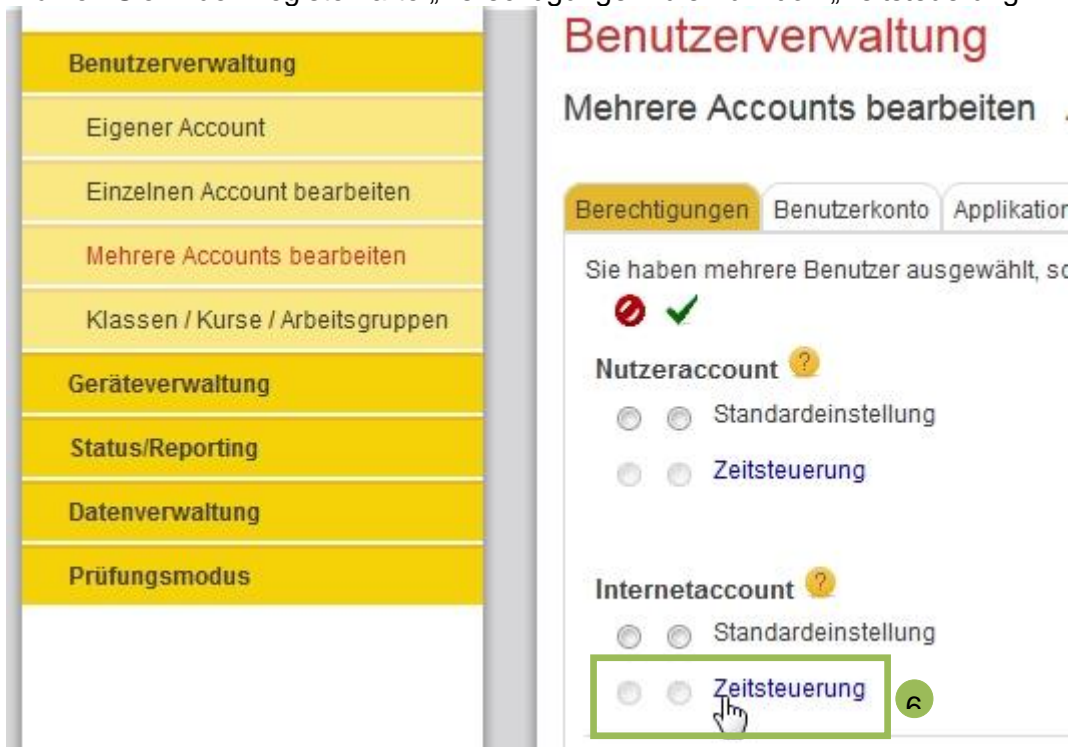 Benutzerverwaltung
Eigener Account
Einzelnen Account bearbeiten
Mehrere Accounts bearbeiten
Klassen / Kurse / Arbeitsgruppen
Geräteverwaltung
Status/Reporting
Datenverwaltung
Prüfungsmodus
Benutzerverwaltung
Mehrere Accounts bearbeiten
Berechtigungen Benutzerkonto
Sie haben mehrere Benutzer ausgewählt,
Nutzeraccount ?
Standardeinstellung
Zeitsteuerung
Internetaccount ?
Standardeinstellung
Zeitsteuerung
6